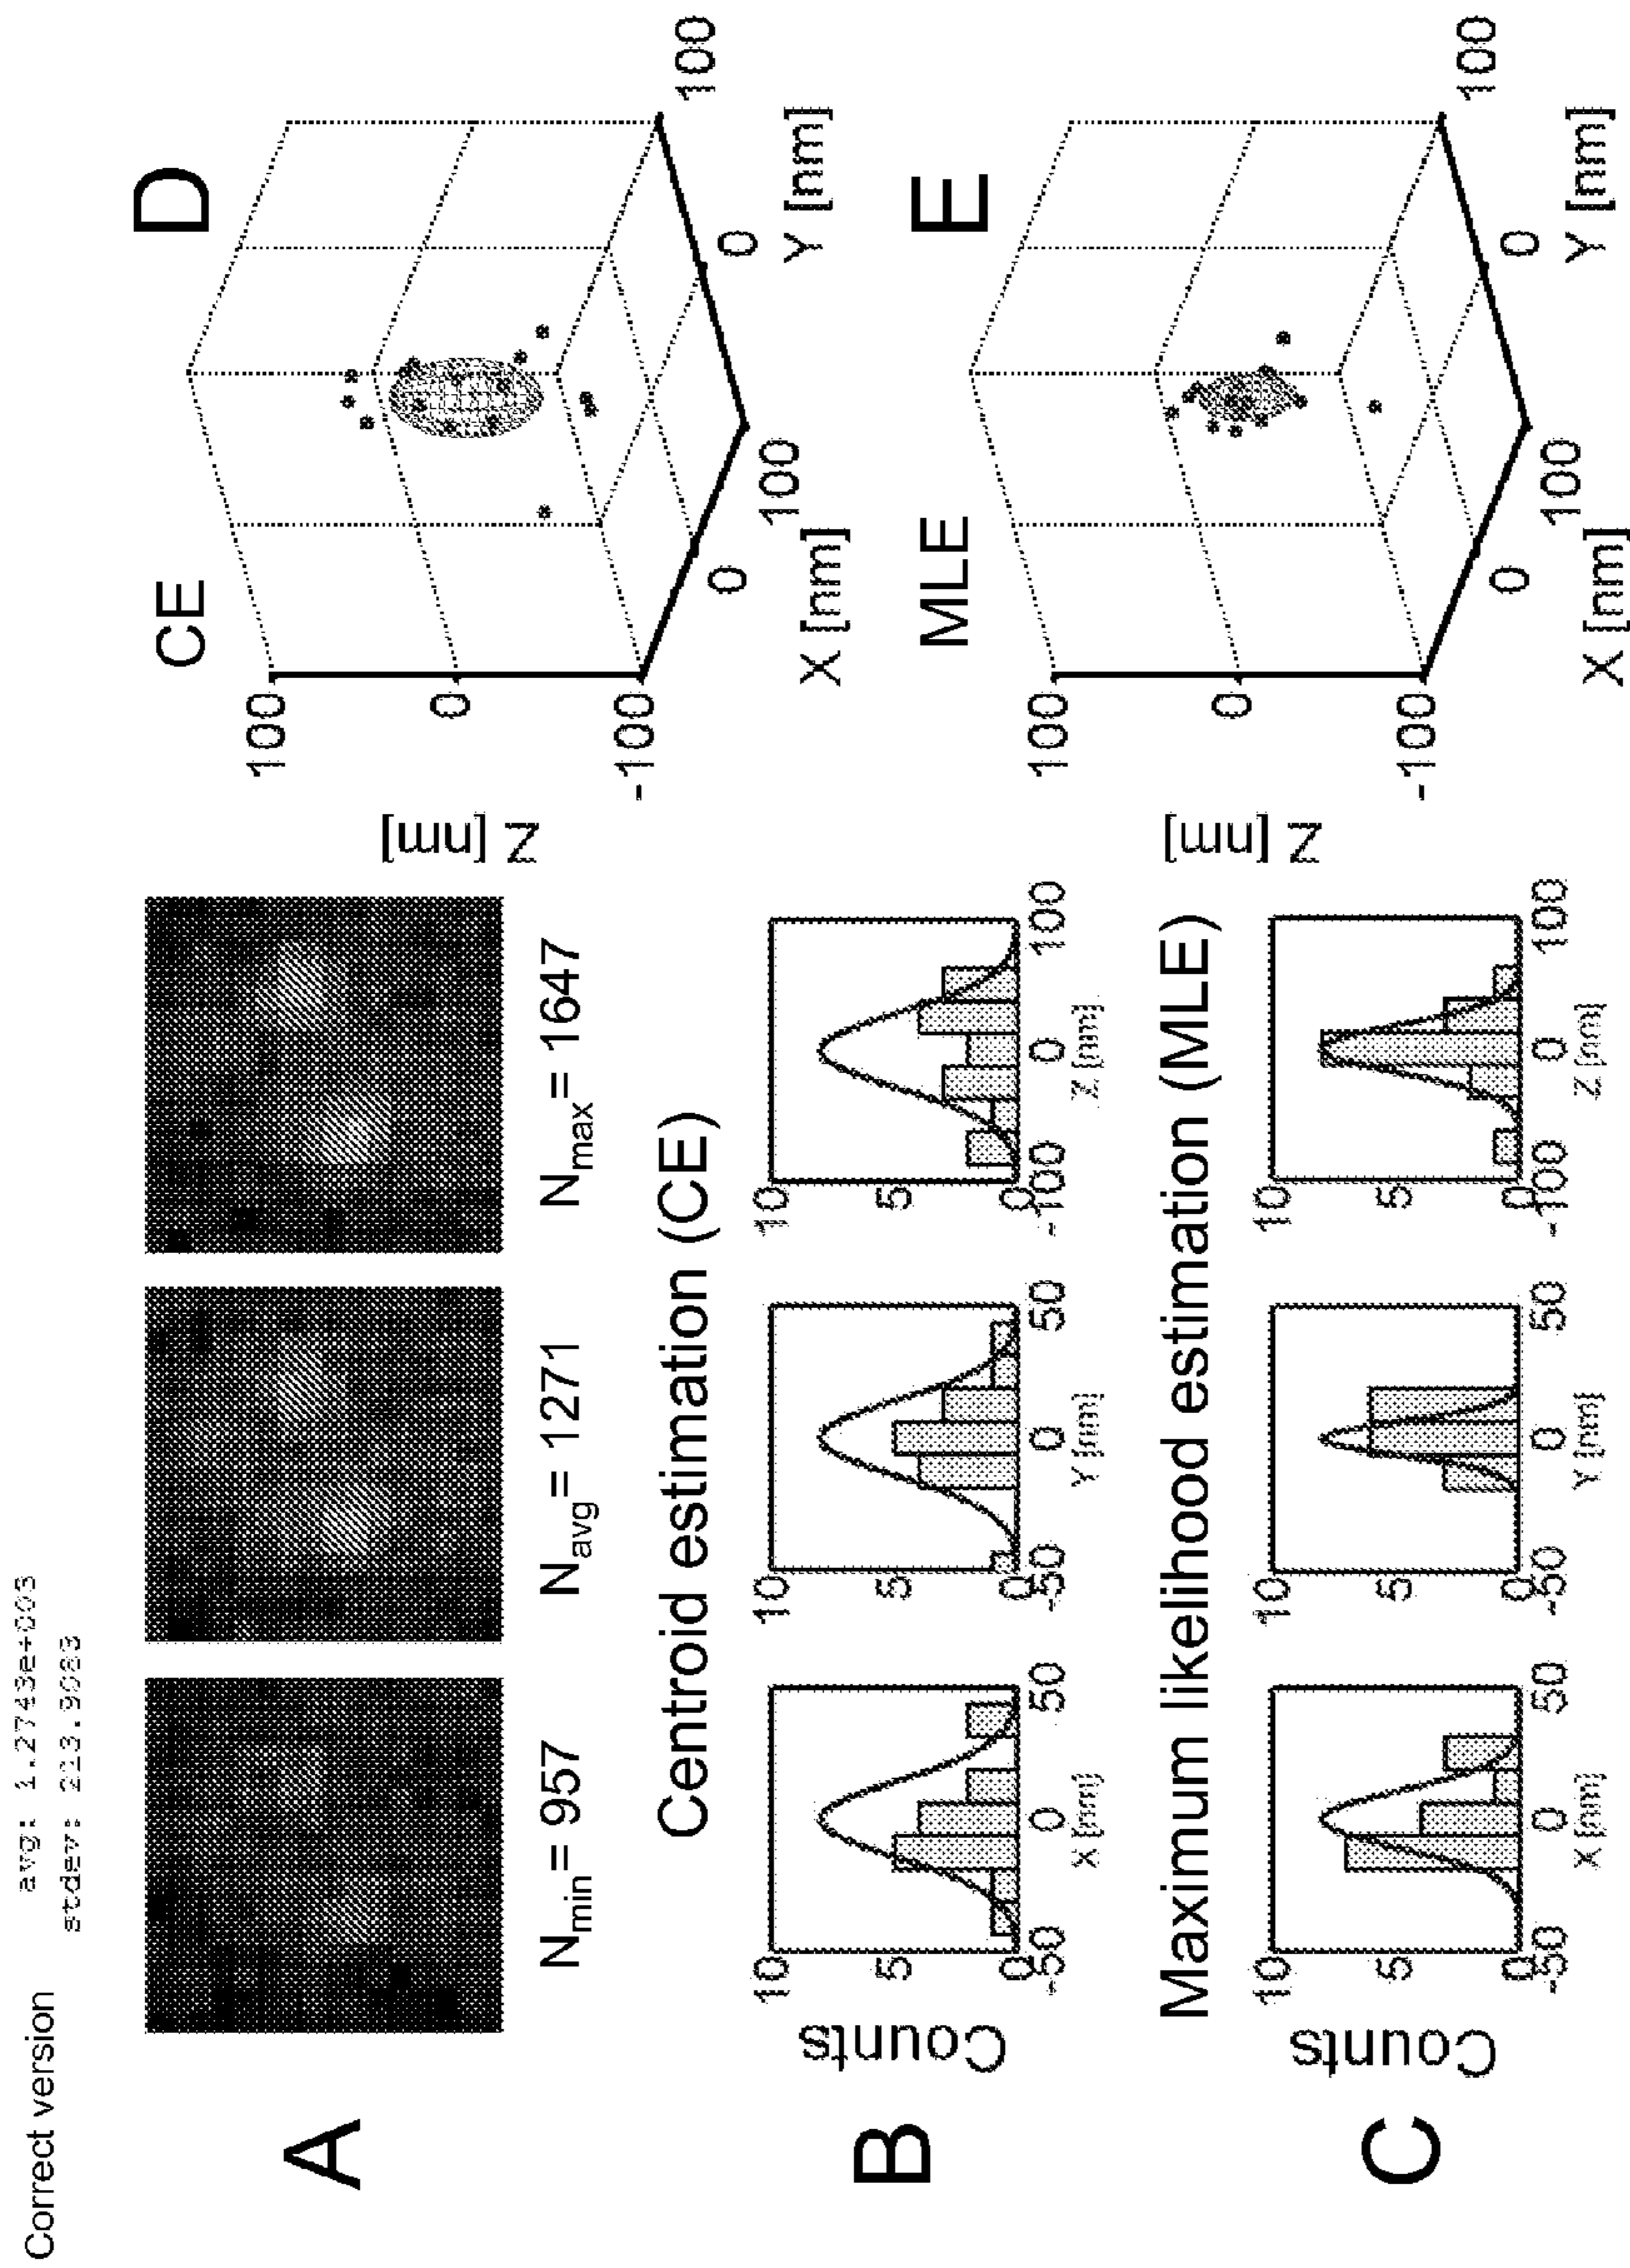 Correct version
avg: 1.2743e+003
stdev: 213.9083
A
N_min = 957
N_avg = 1271
N_max = 1647
Centroid estimation (CE)
B
Counts
10
5
0
-50
0
50
X [nm]
10
5
0
-50
0
50
Y [nm]
10
5
0
-100
0
100
Z [nm]
Maximum likelihood estimation (MLE)
C
Counts
10
5
0
-50
0
50
X [nm]
10
5
0
-50
0
50
Y [nm]
10
5
0
-100
0
100
Z [nm]
CE
D
100
0
-100
Z [nm]
0
100
X [nm]
0
100
Y [nm]
MLE
E
100
0
-100
Z [nm]
0
100
X [nm]
0
100
Y [nm]